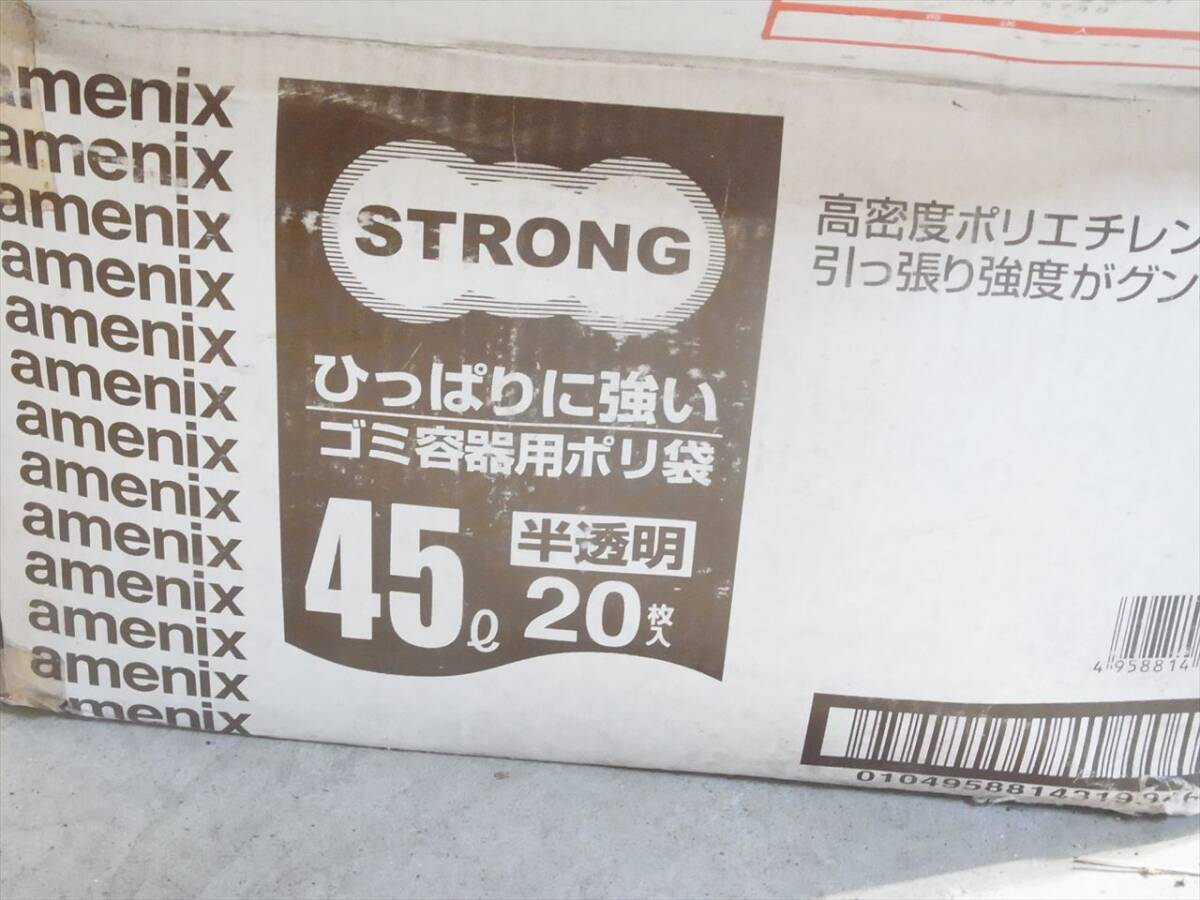 amenix
amenix
amenix
amenix
amenix
amenix
amenix
amenix
amenix
amenix
amenix
amenix
amenix
STRONG
ひっぱりに強い
ゴミ容器用ポリ袋
45ℓ
半透明
20枚入
高密度ポリエチレン
引っ張り強度がグン
4958814
0104958814319